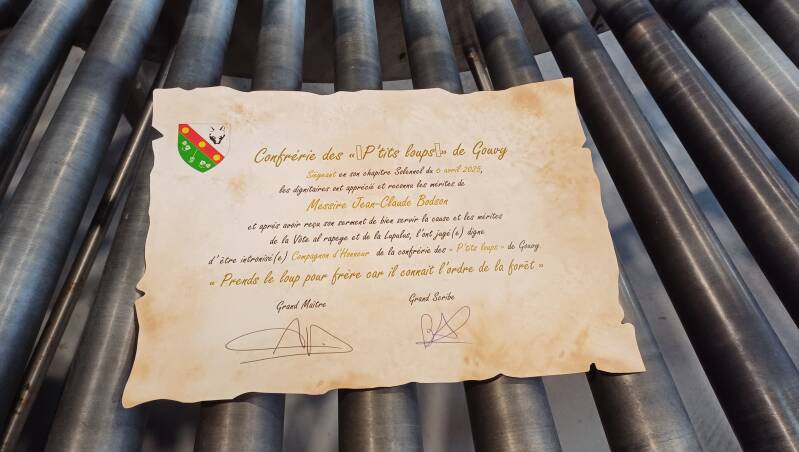 Confrérie des «▯P'tits loups▯» de Gouvy
Siégeant en son chapitre Solennel du 6 avril 2025,
les dignitaires ont apprécié et reconnu les mérites de
Messire Jean-Claude Bodson
et après avoir reçu son serment de bien servir la cause et les mérites
de la Vôte al rapeye et de la Lupulus, l'ont jugé(e) digne
d'être intronisé(e) Compagnon d'Honneur de la confrérie des « P'tits loups » de Gouvy.
« Prends le loup pour frère car il connaît l'ordre de la forêt »
Grand Maître Grand Scribe